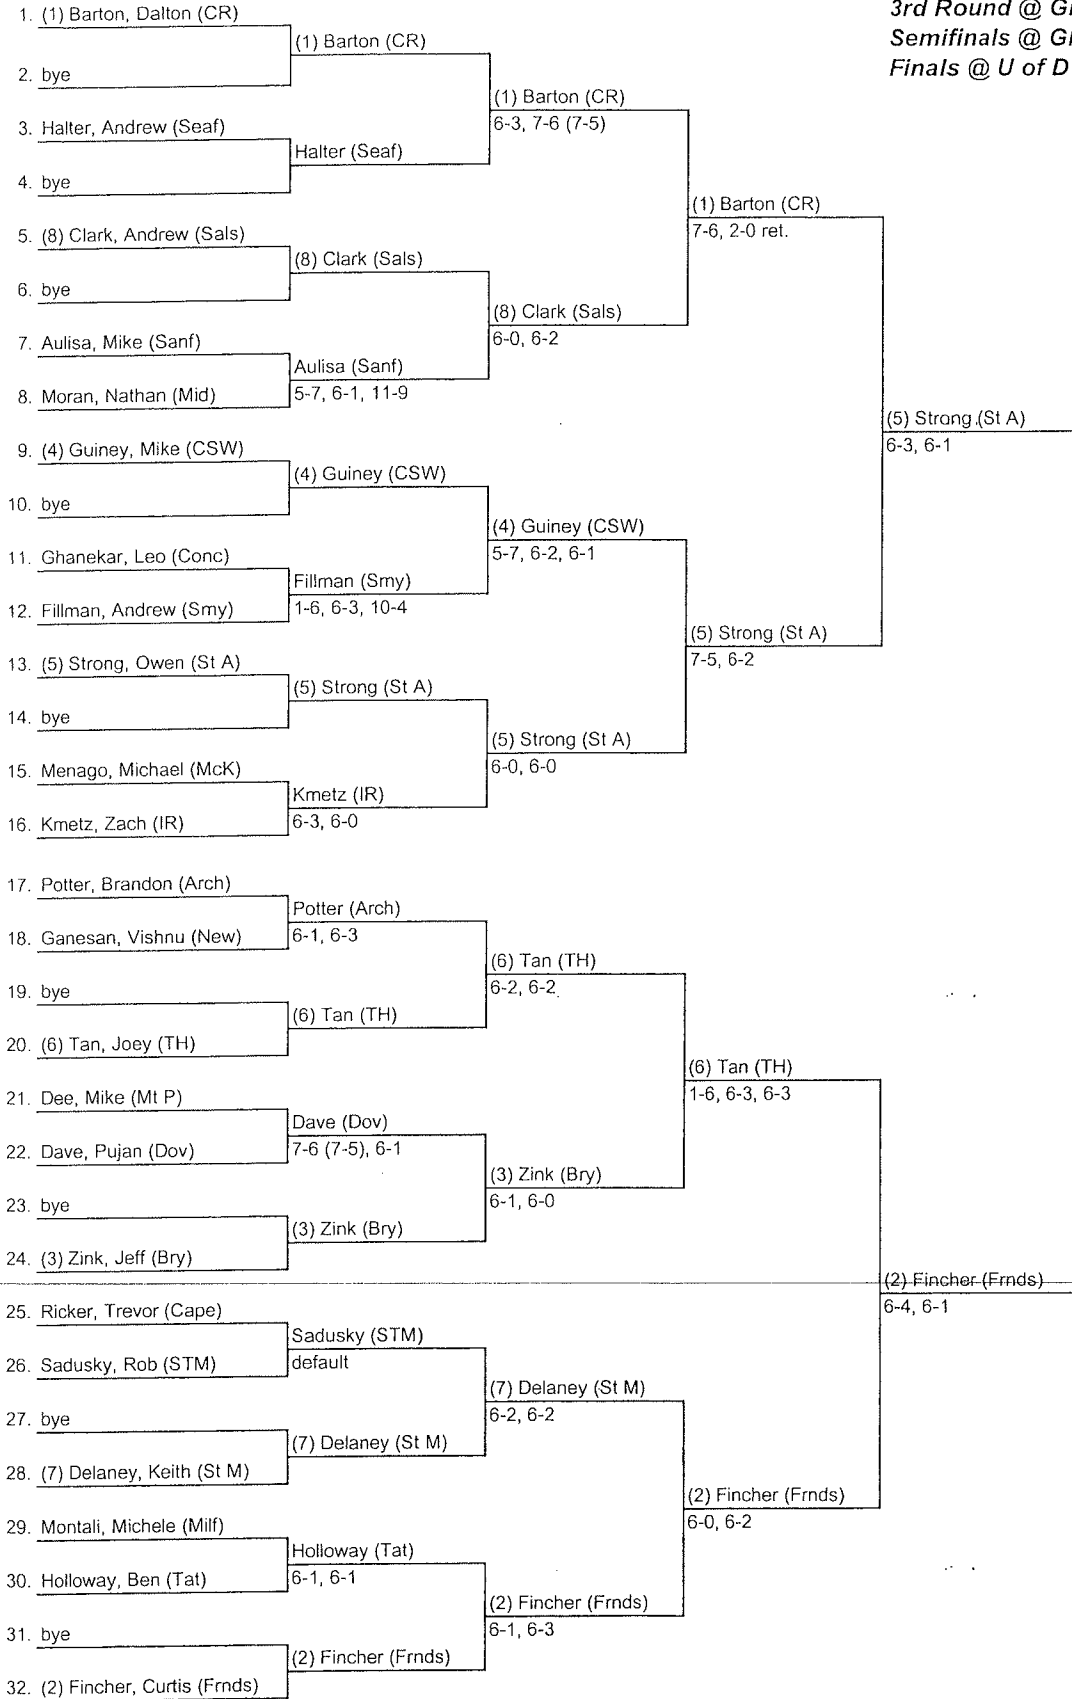 3rd Round @
Semifinals @
Finals @ U of D
1. (1) Barton, Dalton (CR)
2. bye
3. Halter, Andrew (Seaf)
4. bye
5. (8) Clark, Andrew (Sals)
6. bye
7. Aulisa, Mike (Sanf)
8. Moran, Nathan (Mid)
9. (4) Guiney, Mike (CSW)
10. bye
11. Ghanekar, Leo (Conc)
12. Fillman, Andrew (Smy)
13. (5) Strong, Owen (St A)
14. bye
15. Menago, Michael (McK)
16. Kmetz, Zach (IR)
17. Potter, Brandon (Arch)
18. Ganesan, Vishnu (New)
19. bye
20. (6) Tan, Joey (TH)
21. Dee, Mike (Mt P)
22. Dave, Pujan (Dov)
23. bye
24. (3) Zink, Jeff (Bry)
25. Ricker, Trevor (Cape)
26. Sadusky, Rob (STM)
27. bye
28. (7) Delaney, Keith (St M)
29. Montali, Michele (Milf)
30. Holloway, Ben (Tat)
31. bye
32. (2) Fincher, Curtis (Frnds)
(1) Barton (CR)
Halter (Seaf)
(8) Clark (Sals)
Aulisa (Sanf)
5-7, 6-1, 11-9
(4) Guiney (CSW)
Fillman (Smy)
1-6, 6-3, 10-4
(5) Strong (St A)
Kmetz (IR)
6-3, 6-0
Potter (Arch)
6-1, 6-3
(6) Tan (TH)
Dave (Dov)
7-6 (7-5), 6-1
(3) Zink (Bry)
Sadusky (STM)
default
(7) Delaney (St M)
Holloway (Tat)
6-1, 6-1
(2) Fincher (Frnds)
(1) Barton (CR)
6-3, 7-6 (7-5)
(8) Clark (Sals)
6-0, 6-2
(4) Guiney (CSW)
5-7, 6-2, 6-1
(5) Strong (St A)
6-0, 6-0
(6) Tan (TH)
6-2, 6-2
(3) Zink (Bry)
6-1, 6-0
(7) Delaney (St M)
6-2, 6-2
(2) Fincher (Frnds)
6-1, 6-3
(1) Barton (CR)
7-6, 2-0 ret.
(5) Strong (St A)
7-5, 6-2
(6) Tan (TH)
1-6, 6-3, 6-3
(2) Fincher (Frnds)
6-0, 6-2
(5) Strong (St A)
6-3, 6-1
(2) Fincher (Frnds)
6-4, 6-1